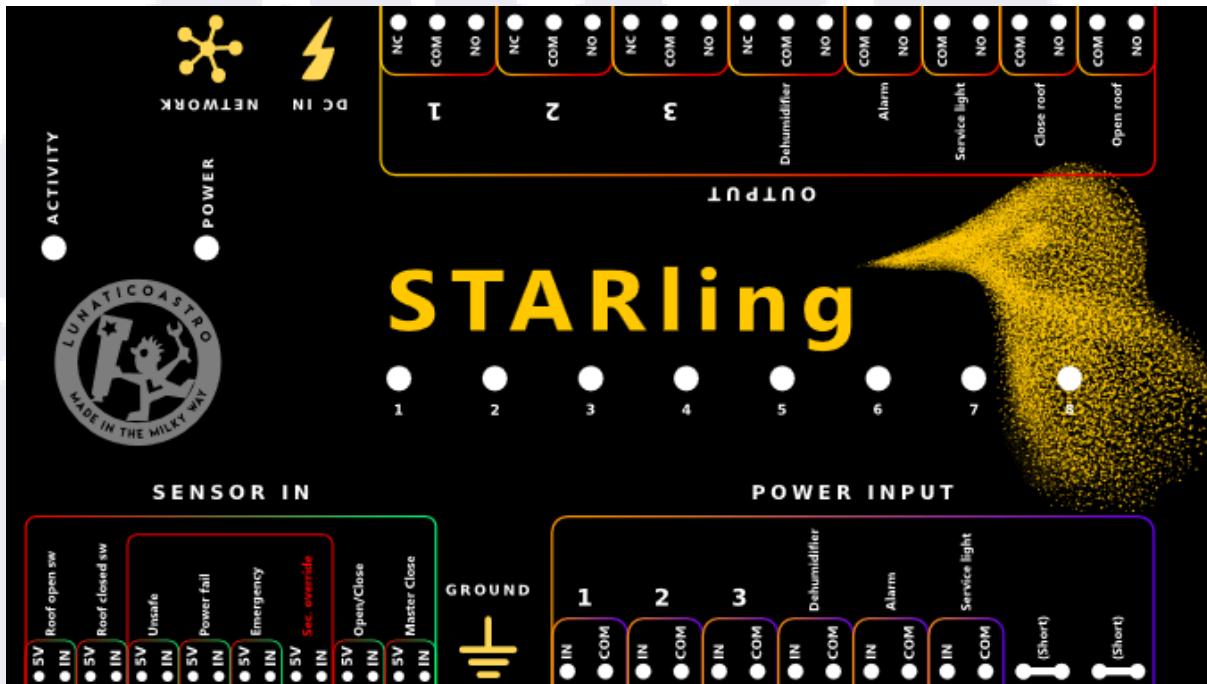 NC COM NO NC COM NO NC COM NO NC COM NO COM NO COM NO COM NO COM NO
1 2 3 Dehumidifier Alarm Service light Close roof Open roof
OUTPUT
NETWORK DC IN
ACTIVITY POWER
STARling
LUNATICOASTRO
MADE IN THE MILKY WAY
1 2 3 4 5 6 7 8
SENSOR IN
Roof open sw Roof closed sw Unsafe Power fail Emergency Sec. override Open/Close Master Close
5V IN 5V IN 5V IN 5V IN 5V IN 5V IN 5V IN 5V IN
GROUND
POWER INPUT
1 2 3 Dehumidifier Alarm Service light (Short) (Short)
IN COM IN COM IN COM IN COM IN COM IN COM